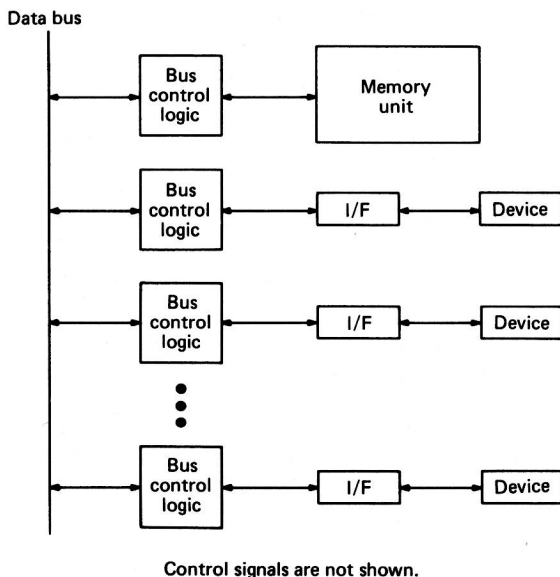 Data bus
Bus
control
logic
Memory
unit
Bus
control
logic
I/F
Device
Bus
control
logic
I/F
Device
Bus
control
logic
I/F
Device
Control signals are not shown.